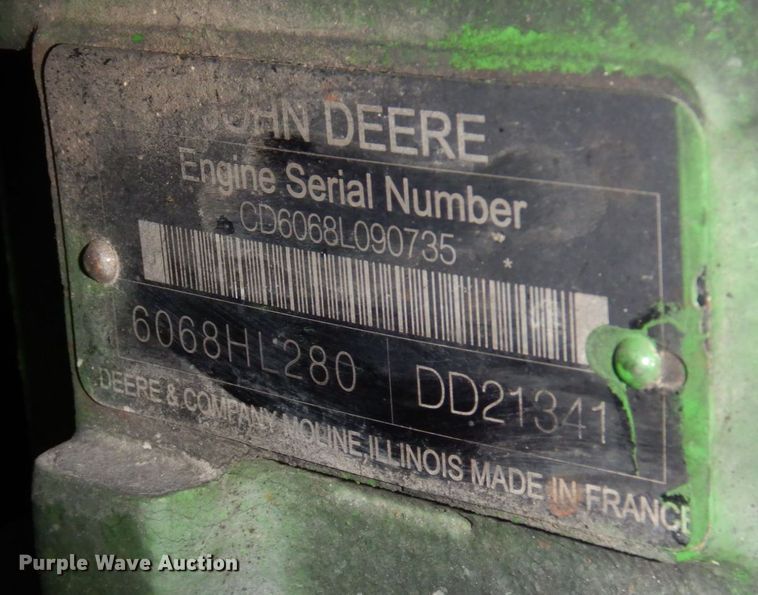 JOHN DEERE
Engine Serial Number
CD6068L090735 *
6068HL280
DD21341
DEERE & COMPANY MOLINE, ILLINOIS MADE IN FRANCE
Purple Wave Auction